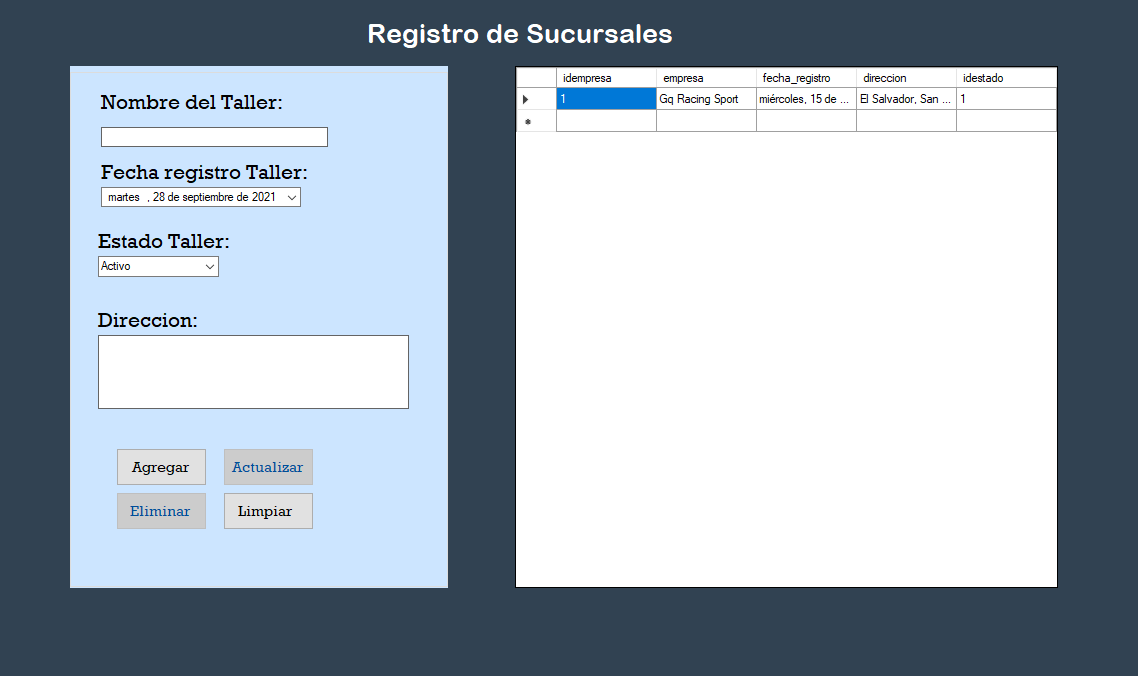 Registro de Sucursales
Nombre del Taller:
Fecha registro Taller:
martes , 28 de septiembre de 2021
Estado Taller:
Activo
Direccion:
Agregar Actualizar
Eliminar Limpiar
idempresa empresa fecha_registro direccion idestado
1 Gq Racing Sport miércoles, 15 de ... El Salvador, San ... 1